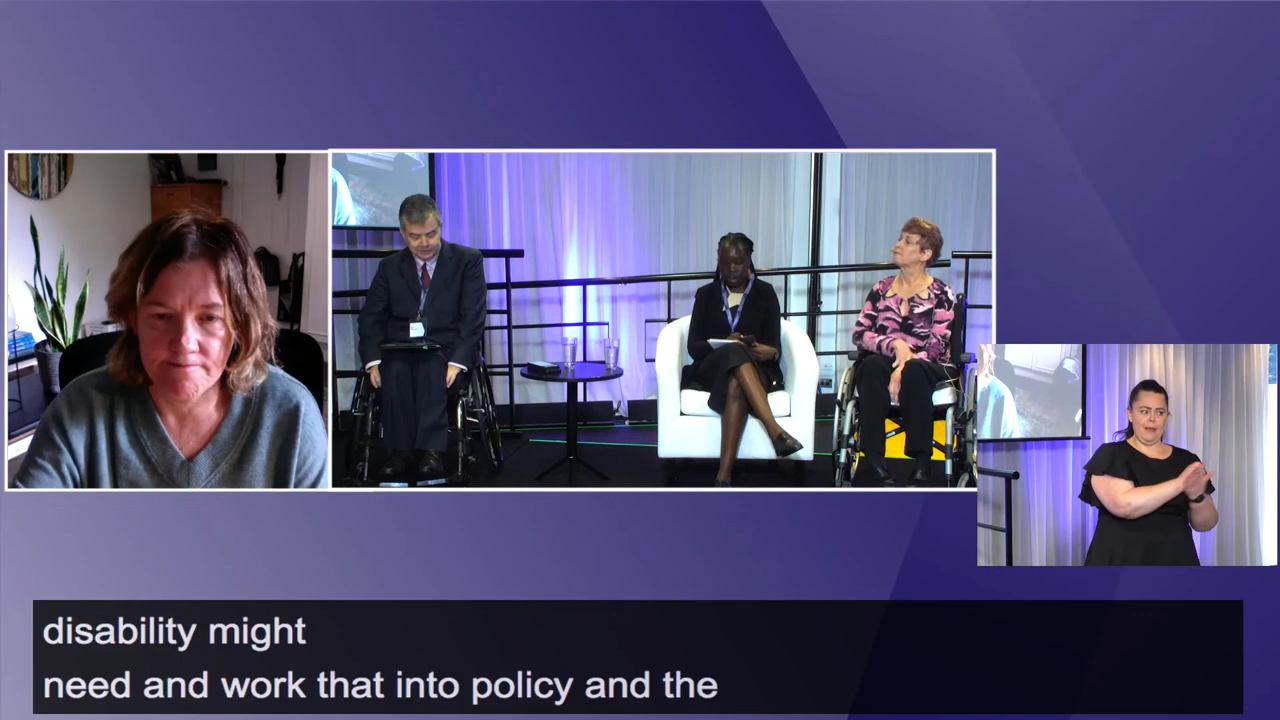 disability might
need and work that into policy and the